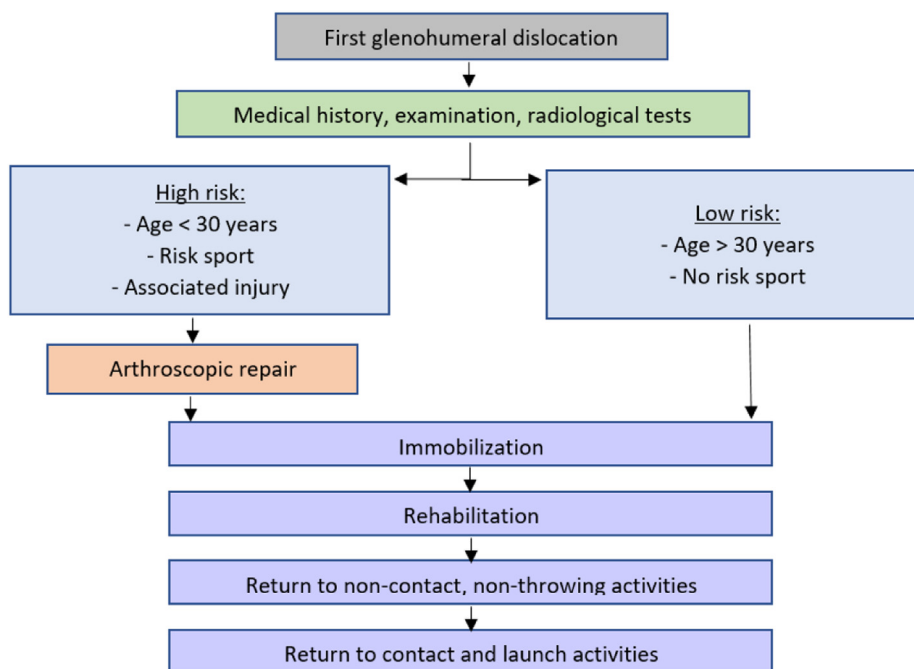 First glenohumeral dislocation
Medical history, examination, radiological tests
High risk:
- Age < 30 years
- Risk sport
- Associated injury
Low risk:
- Age > 30 years
- No risk sport
Arthroscopic repair
Immobilization
Rehabilitation
Return to non-contact, non-throwing activities
Return to contact and launch activities